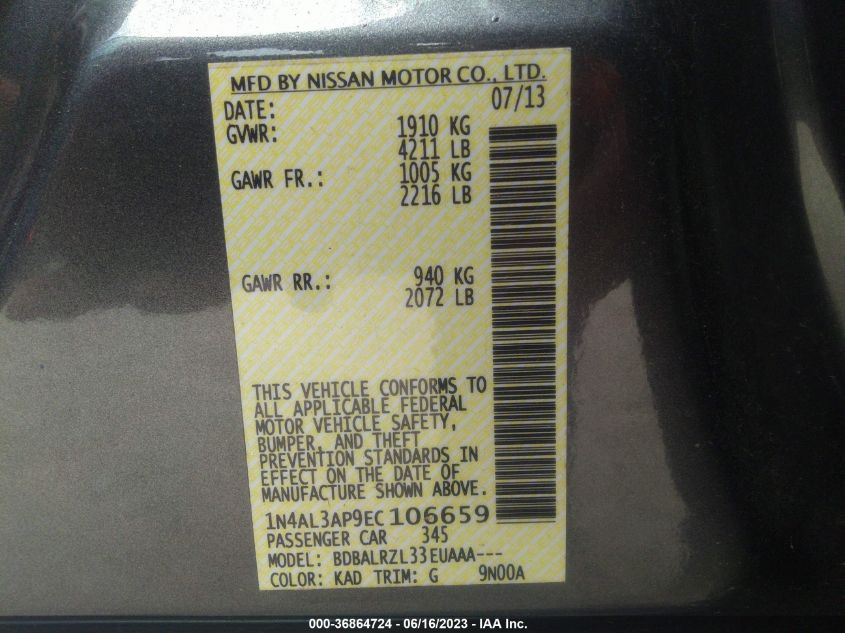 MFD BY NISSAN MOTOR CO., LTD.
DATE: 07/13
GVWR: 1910 KG
4211 LB
GAWR FR.: 1005 KG
2216 LB
GAWR RR.: 940 KG
2072 LB
THIS VEHICLE CONFORMS TO
ALL APPLICABLE FEDERAL
MOTOR VEHICLE SAFETY,
BUMPER, AND THEFT
PREVENTION STANDARDS IN
EFFECT ON THE DATE OF
MANUFACTURE SHOWN ABOVE.
1N4AL3AP9EC106659
PASSENGER CAR 345
MODEL: BDBALRZL33EUAAA---
COLOR: KAD TRIM: G 9N00A
000-36864724 - 06/16/2023 - IAA Inc.